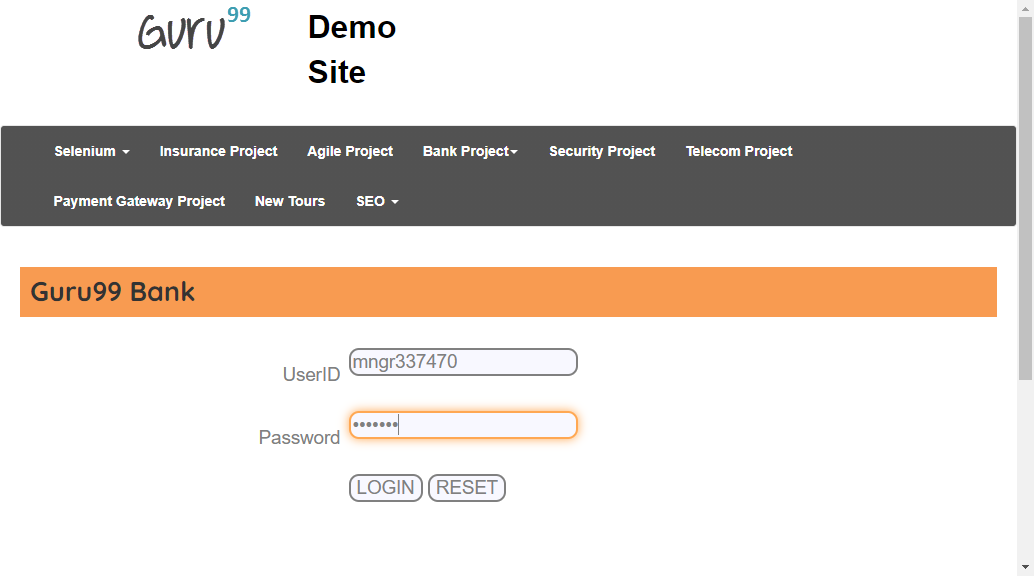 Guru99
Demo
Site
Selenium Insurance Project Agile Project Bank Project Security Project Telecom Project
Payment Gateway Project New Tours SEO
Guru99 Bank
UserID mngr337470
Password •••••••
LOGIN RESET